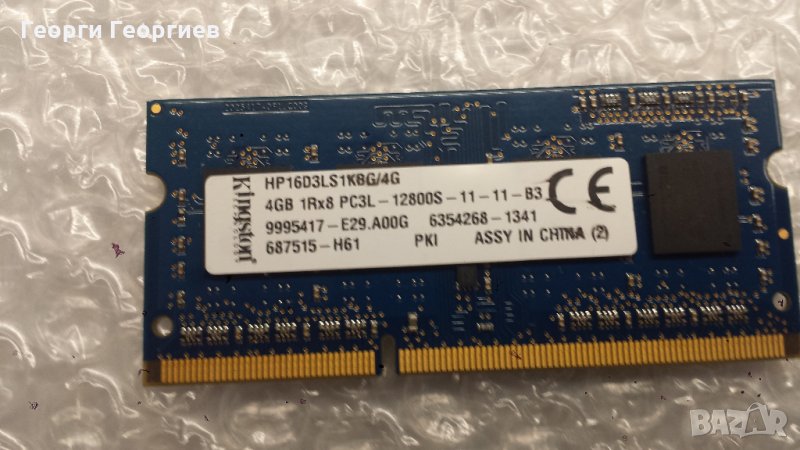 Георги Георгиев
Kingston
HP16D3LS1KBG/4G
4GB 1Rx8 PC3L-12800S-11-11-B3
9995417-E29.A00G 6354268-1341
687515-H61 PKI ASSY IN CHINA (2)
CE
BAZAR